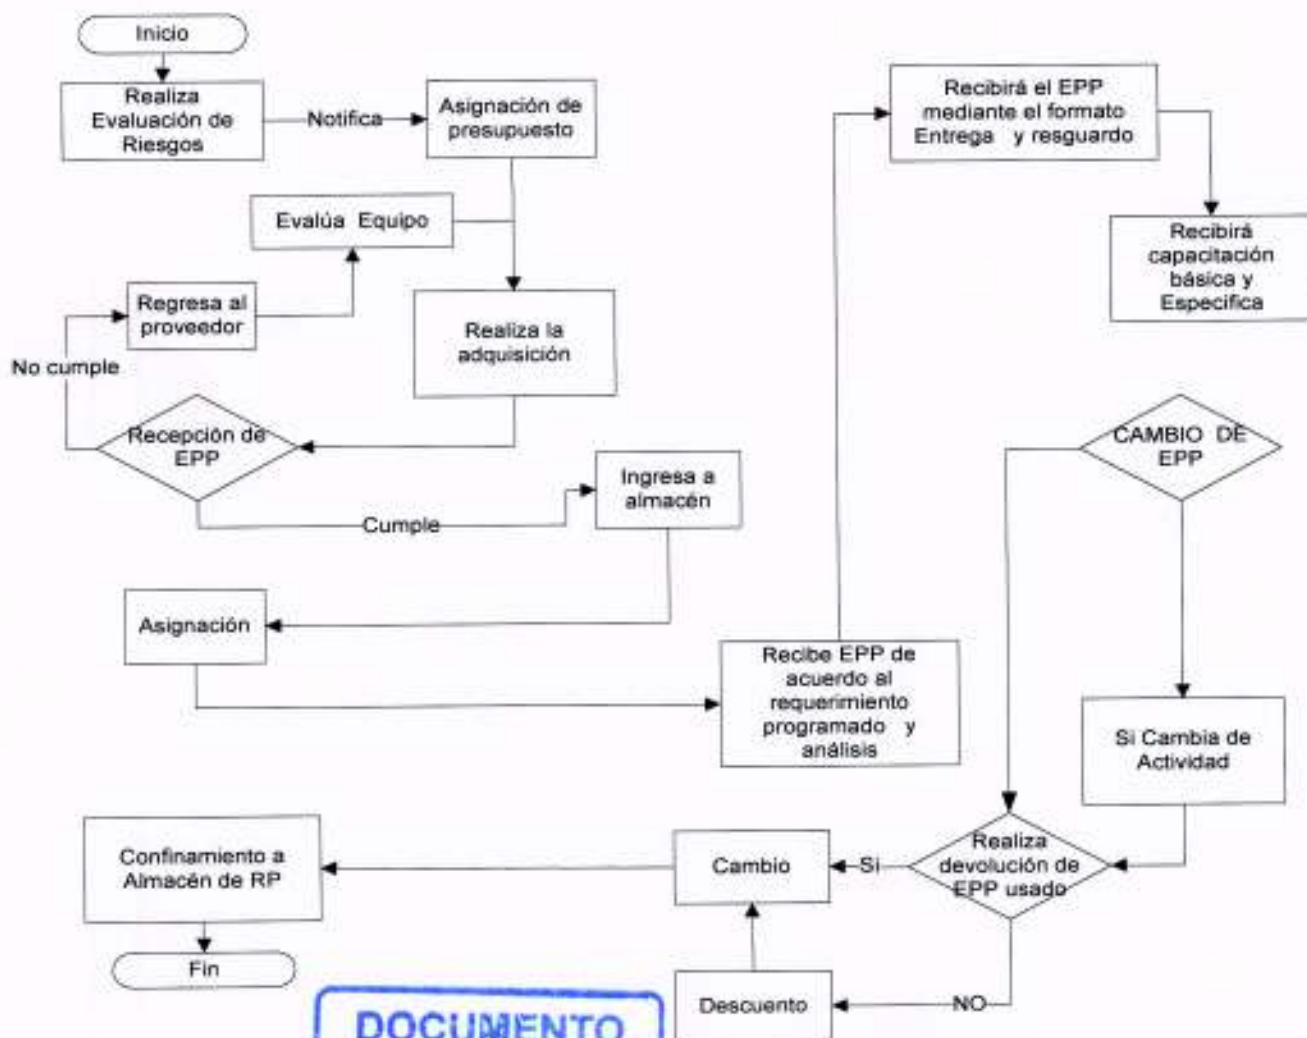 Inicio
Realiza
Evaluación de
Riesgos
Notifica
Asignación de
presupuesto
Evalúa Equipo
Regresa al
proveedor
No cumple
Realiza la
adquisición
Recepción de
EPP
Cumple
Ingresa a
almacén
Asignación
Recibe EPP de
acuerdo al
requerimiento
programado y
análisis
Recibirá el EPP
mediante el formato
Entrega y resguardo
Recibirá
capacitación
básica y
Especifica
CAMBIO DE
EPP
Si Cambia de
Actividad
Realiza
devolución de
EPP usado
Si
Cambio
NO
Descuento
Confinamiento a
Almacén de RP
Fin
DOCUMENTO